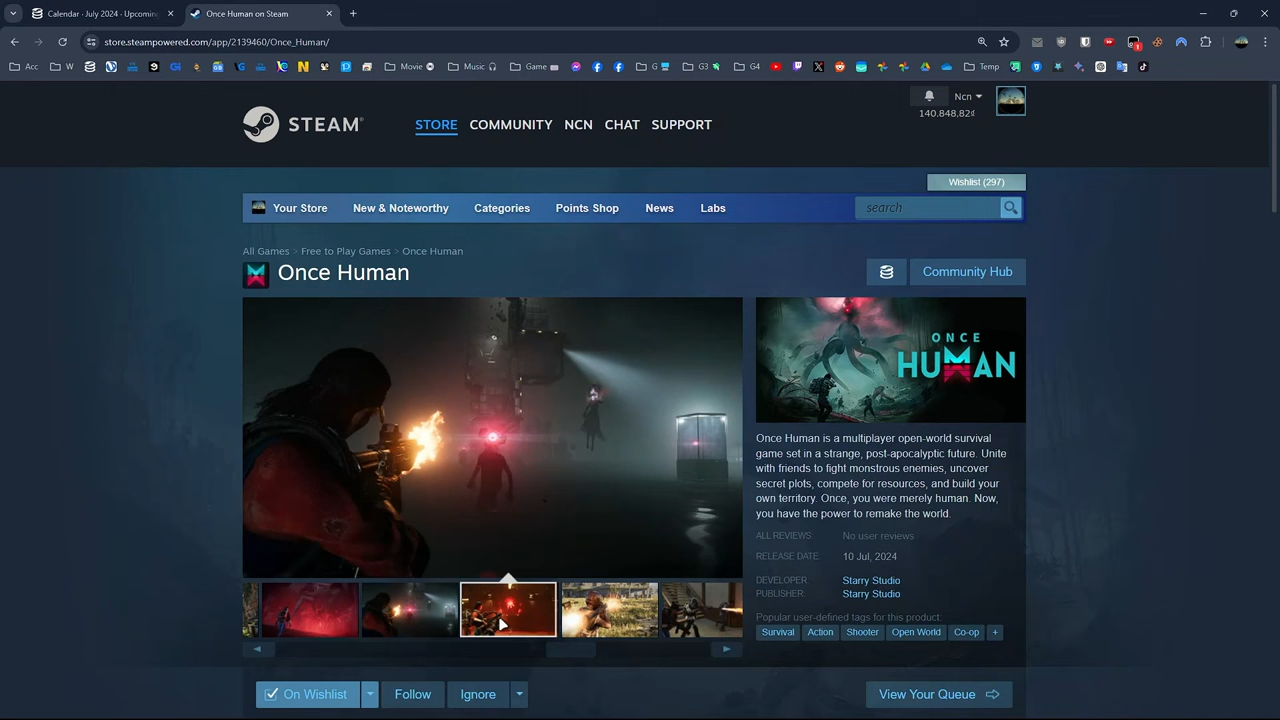 Calendar · July 2024 - Upcoming
Once Human on Steam
store.steampowered.com/app/2139460/Once_Human/
Acc
W
Movie
Music
Game
G
G3
G4
Temp
STEAM
STORE
COMMUNITY
NCN
CHAT
SUPPORT
Ncn
140.848,82₫
Wishlist (297)
Your Store
New & Noteworthy
Categories
Points Shop
News
Labs
search
All Games > Free to Play Games > Once Human
Once Human
Community Hub
ONCE
HUMAN
Once Human is a multiplayer open-world survival
game set in a strange, post-apocalyptic future. Unite
with friends to fight monstrous enemies, uncover
secret plots, compete for resources, and build your
own territory. Once, you were merely human. Now,
you have the power to remake the world.
ALL REVIEWS: No user reviews
RELEASE DATE: 10 Jul, 2024
DEVELOPER: Starry Studio
PUBLISHER: Starry Studio
Popular user-defined tags for this product:
Survival
Action
Shooter
Open World
Co-op
+
On Wishlist
Follow
Ignore
View Your Queue